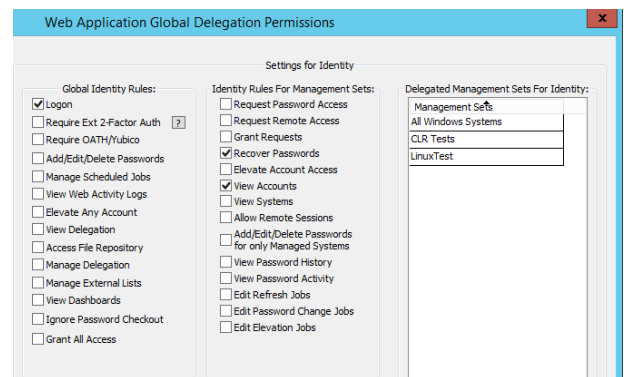 Web Application Global Delegation Permissions
x
Settings for Identity
Global Identity Rules:
Logon
Require Ext 2-Factor Auth ?
Require OATH/Yubico
Add/Edit/Delete Passwords
Manage Scheduled Jobs
View Web Activity Logs
Elevate Any Account
View Delegation
Access File Repository
Manage Delegation
Manage External Lists
View Dashboards
Ignore Password Checkout
Grant All Access
Identity Rules For Management Sets:
Request Password Access
Request Remote Access
Grant Requests
Recover Passwords
Elevate Account Access
View Accounts
View Systems
Allow Remote Sessions
Add/Edit/Delete Passwords
for only Managed Systems
View Password History
View Password Activity
Edit Refresh Jobs
Edit Password Change Jobs
Edit Elevation Jobs
Delegated Management Sets For Identity:
Management Sets
All Windows Systems
CLR Tests
LinuxTest